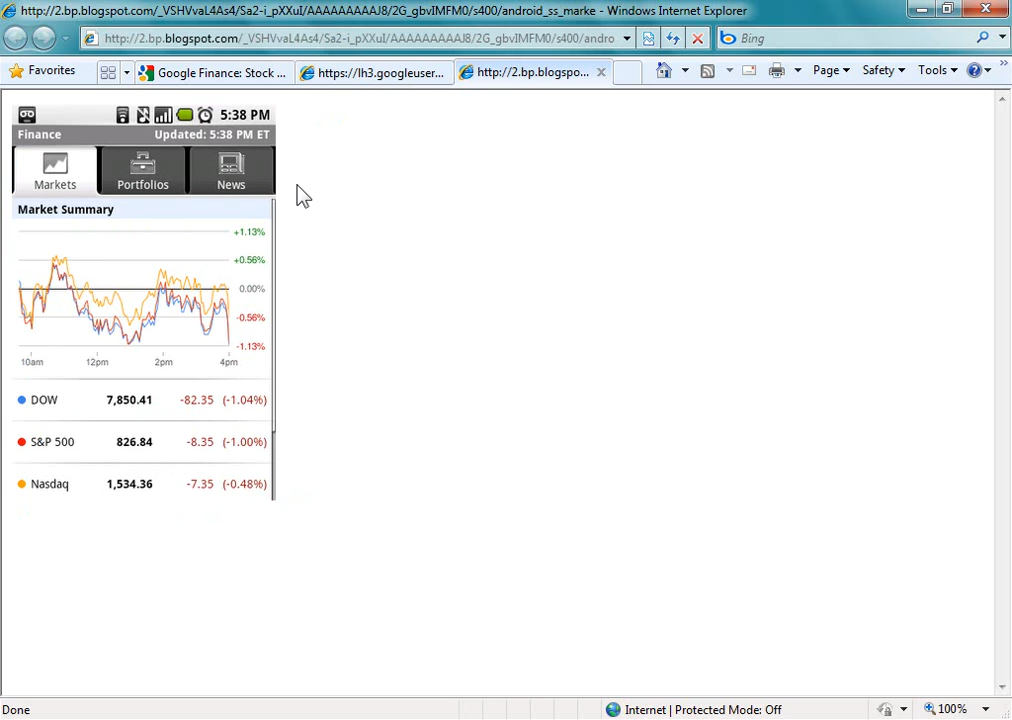 http://2.bp.blogspot.com/_VSHVvaL4As4/Sa2-i_pXXuI/AAAAAAAAAJ8/2G_gbvIMFM0/s400/android_ss_marke - Windows Internet Explorer
http://2.bp.blogspot.com/_VSHVvaL4As4/Sa2-i_pXXuI/AAAAAAAAAJ8/2G_gbvIMFM0/s400/andro
Bing
Favorites
Google Finance: Stock ...
https://lh3.googleuser...
http://2.bp.blogspo...
Page
Safety
Tools
5:38 PM
Finance Updated: 5:38 PM ET
Markets Portfolios News
Market Summary
+1.13%
+0.56%
0.00%
-0.56%
-1.13%
10am 12pm 2pm 4pm
DOW 7,850.41 -82.35 (-1.04%)
S&P 500 826.84 -8.35 (-1.00%)
Nasdaq 1,534.36 -7.35 (-0.48%)
Done Internet | Protected Mode: Off 100%